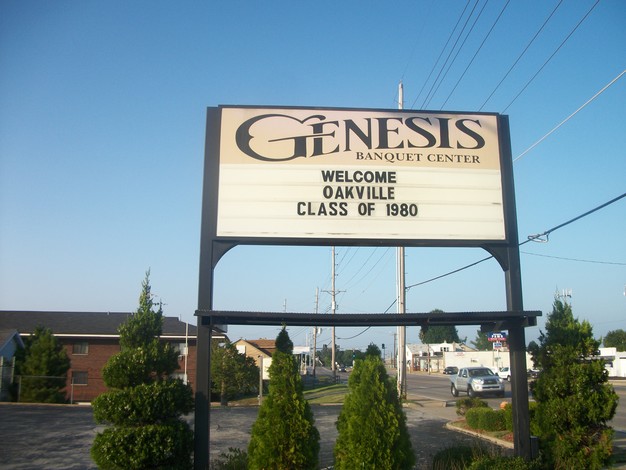 GENESIS
BANQUET CENTER
WELCOME
OAKVILLE
CLASS OF 1980